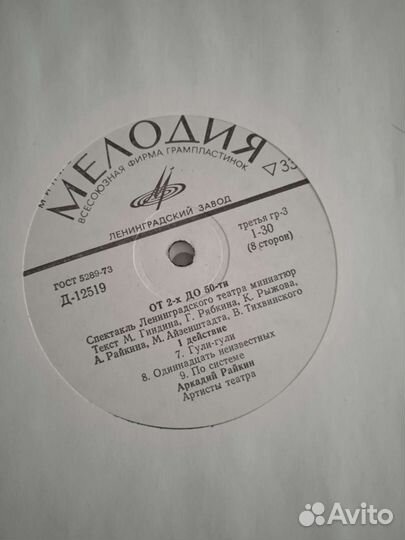 МЕЛОДИЯ
ВСЕСОЮЗНАЯ ФИРМА ГРАМПЛАСТИНОК
△ 33
ЛЕНИНГРАДСКИЙ ЗАВОД
ГОСТ 5289-73
Д-12519
третья гр-3
1-30
(8 сторон)
ОТ 2-х ДО 50-ти
Спектакль Ленинградского театра миниатюр
Текст М. Гиндина, Г. Рябкина, К. Рыжова,
А. Райкина, М. Айзенштадта, В. Тихвинского
1 действие
7. Гули-гули
8. Одиннадцать неизвестных
9. По системе
Аркадий Райкин
Артисты театра
Avito